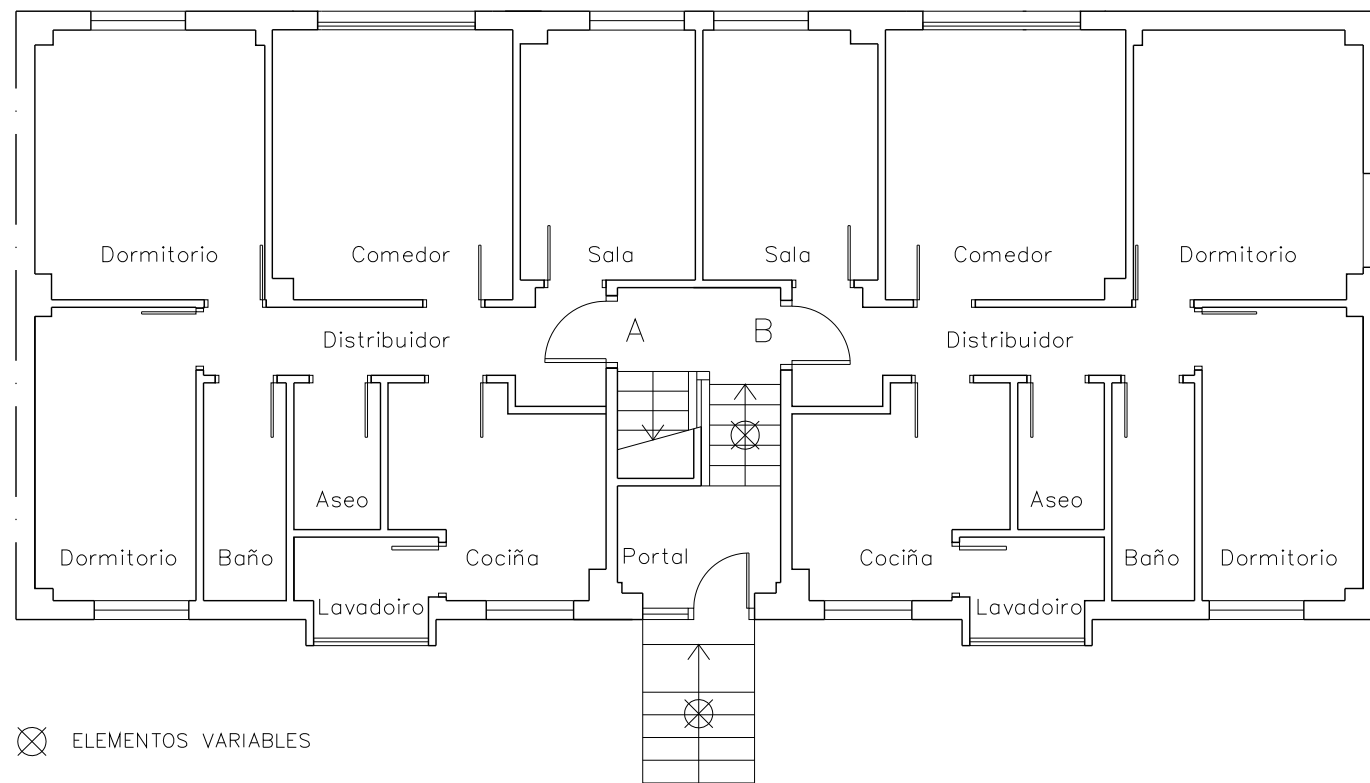 Dormitorio Comedor Sala Sala Comedor Dormitorio
A B
Distribuidor Distribuidor
Aseo Aseo
Dormitorio Baño Cociña Portal Cociña Baño Dormitorio
Lavadoiro Lavadoiro
ELEMENTOS VARIABLES